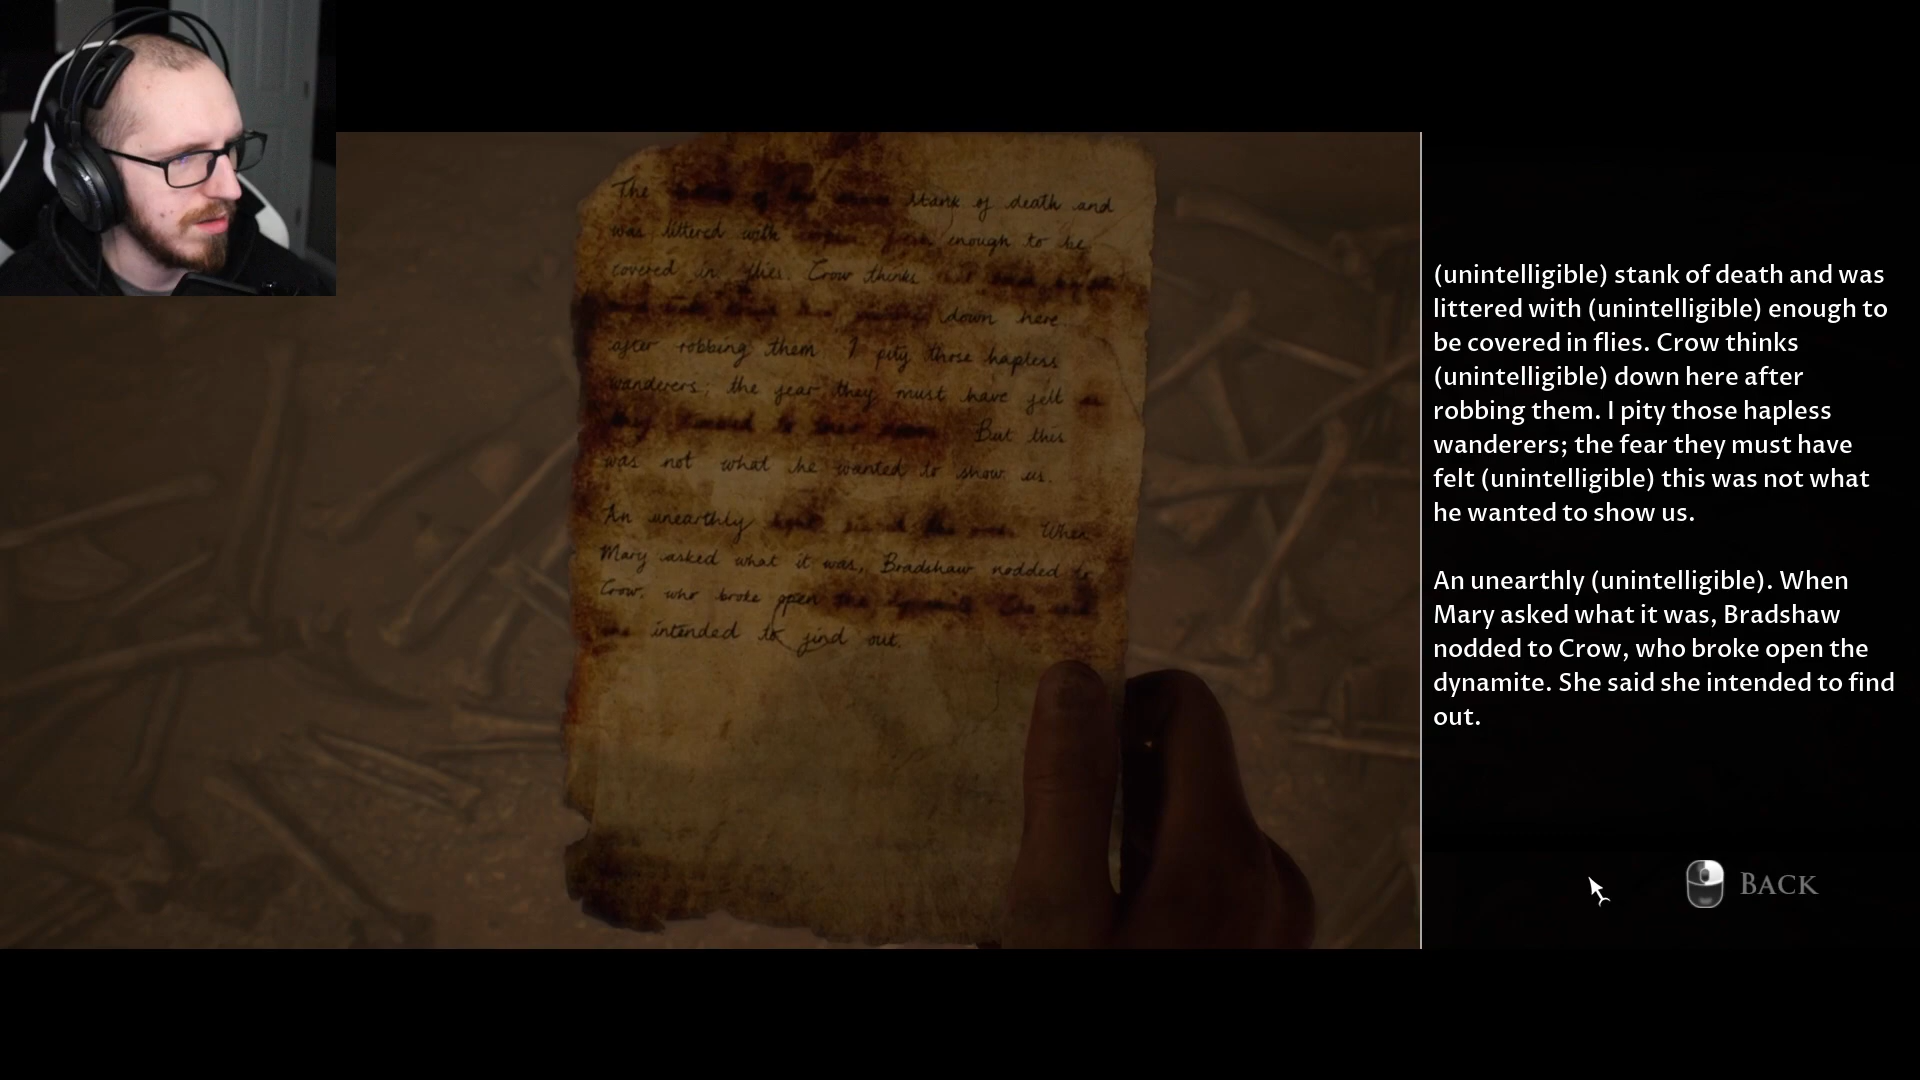 The stank of death and
was littered with enough to be
covered in flies. Crow thinks
down here
after robbing them I pity those hapless
wanderers; the fear they must have felt
But this
was not what he wanted to show us.
An unearthly When
Mary asked what it was, Bradshaw nodded to
Crow, who broke open
intended to find out.
(unintelligible) stank of death and was
littered with (unintelligible) enough to
be covered in flies. Crow thinks
(unintelligible) down here after
robbing them. I pity those hapless
wanderers; the fear they must have
felt (unintelligible) this was not what
he wanted to show us.
An unearthly (unintelligible). When
Mary asked what it was, Bradshaw
nodded to Crow, who broke open the
dynamite. She said she intended to find
out.
BACK